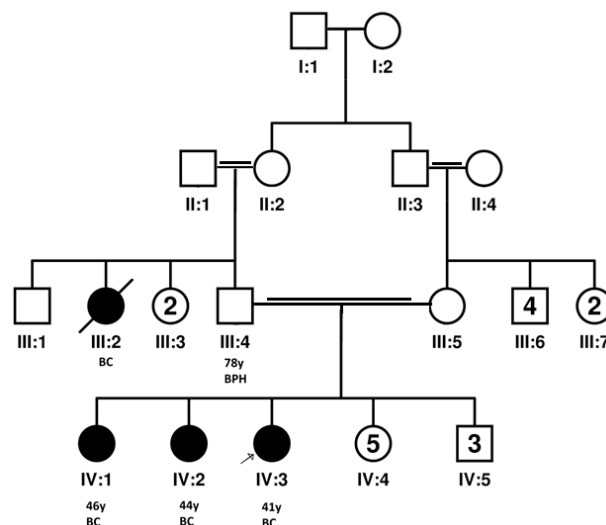 I:1 I:2
II:1 II:2 II:3 II:4
2 4 2
III:1 III:2 III:3 III:4 III:5 III:6 III:7
BC 78y
BPH
5 3
IV:1 IV:2 IV:3 IV:4 IV:5
46y 44y 41y
BC BC BC